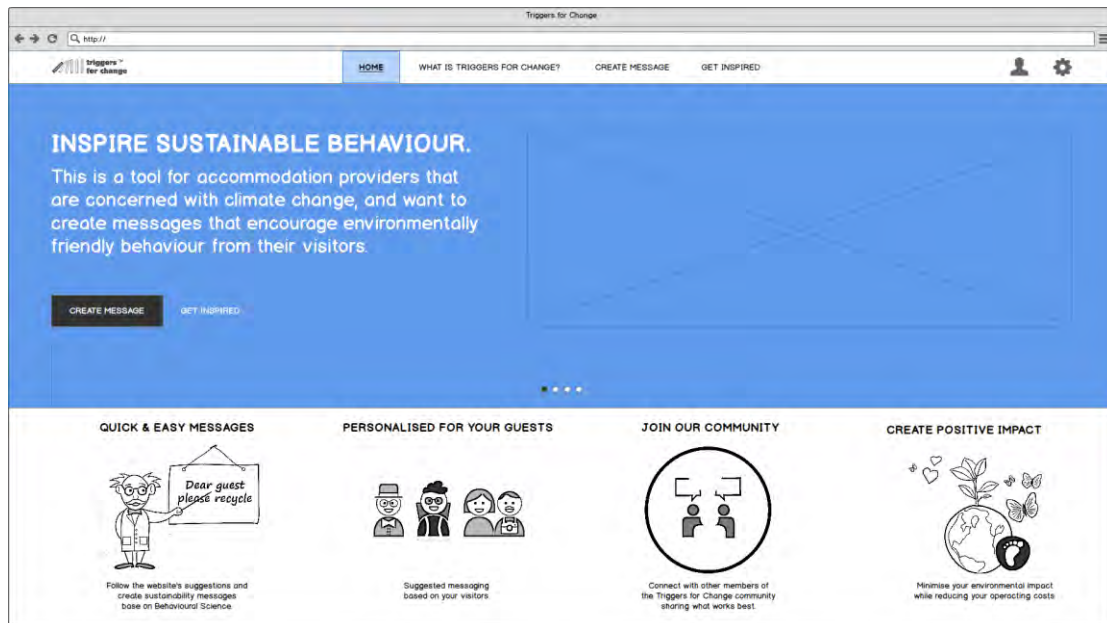 Triggers for Change
http://
triggers™
for change
HOME
WHAT IS TRIGGERS FOR CHANGE?
CREATE MESSAGE
GET INSPIRED
INSPIRE SUSTAINABLE BEHAVIOUR.
This is a tool for accommodation providers that
are concerned with climate change, and want to
create messages that encourage environmentally
friendly behaviour from their visitors.
CREATE MESSAGE
GET INSPIRED
QUICK & EASY MESSAGES
Dear guest
please recycle
Follow the website's suggestions and
create sustainability messages
base on Behavioural Science.
PERSONALISED FOR YOUR GUESTS
Suggested messaging
based on your visitors.
JOIN OUR COMMUNITY
Connect with other members of
the Triggers for Change community
sharing what works best.
CREATE POSITIVE IMPACT
Minimise your environmental impact
while reducing your operacting costs